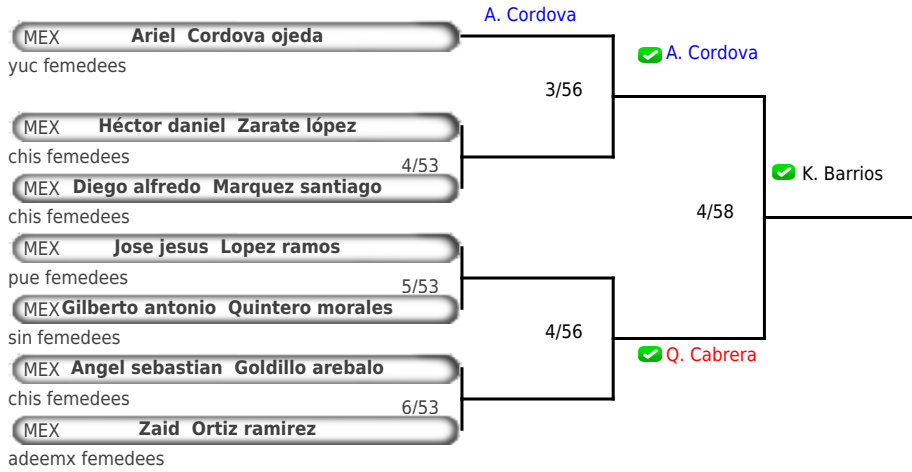 A. Cordova
MEX Ariel Cordova ojeda
yuc femedees
A. Cordova
3/56
MEX Héctor daniel Zarate lópez
chis femedees
4/53
MEX Diego alfredo Marquez santiago
chis femedees
K. Barrios
4/58
MEX Jose jesus Lopez ramos
pue femedees
5/53
MEX Gilberto antonio Quintero morales
sin femedees
4/56
Q. Cabrera
MEX Angel sebastian Goldillo arebalo
chis femedees
6/53
MEX Zaid Ortiz ramirez
adeemx femedees